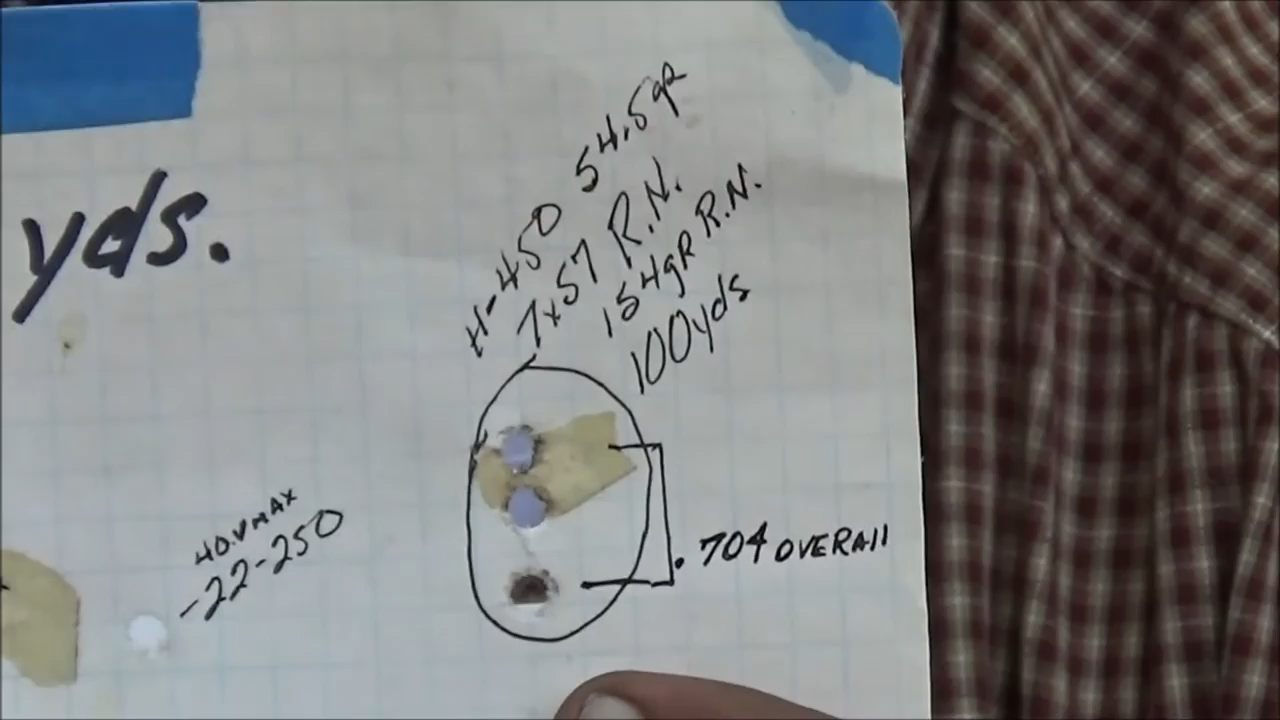 yds.
H-450 54.5gr
7x57 R.N.
154gR R.N.
100yds
.704 OVERAll
40.VMAX
-22-250